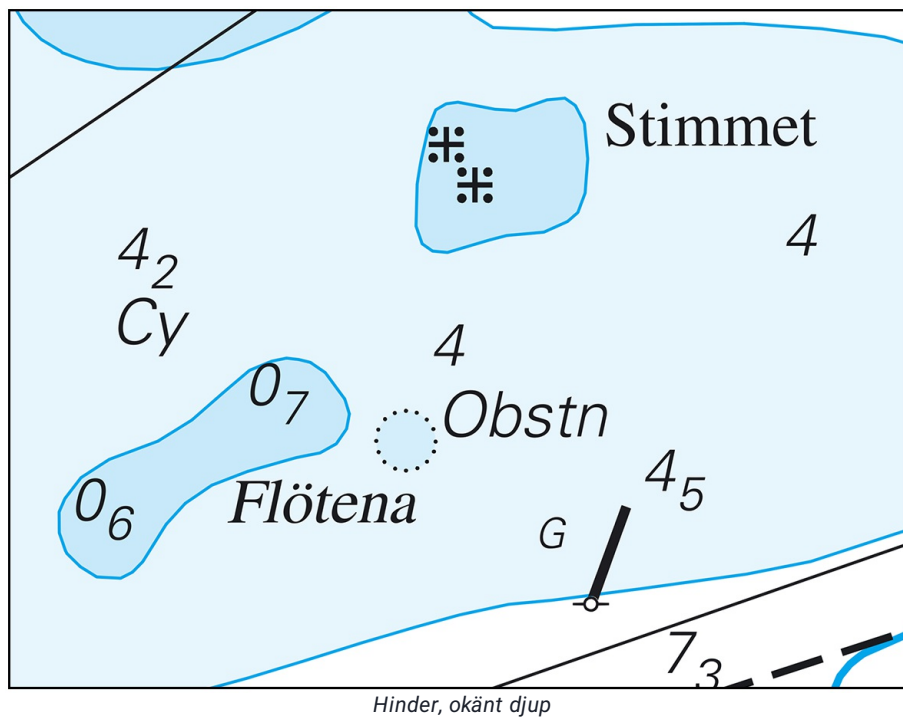 Stimmet
4
4₂
Cy
4
0₇
Obstn
0₆
Flötena
4₅
G
7₃
Hinder, okänt djup